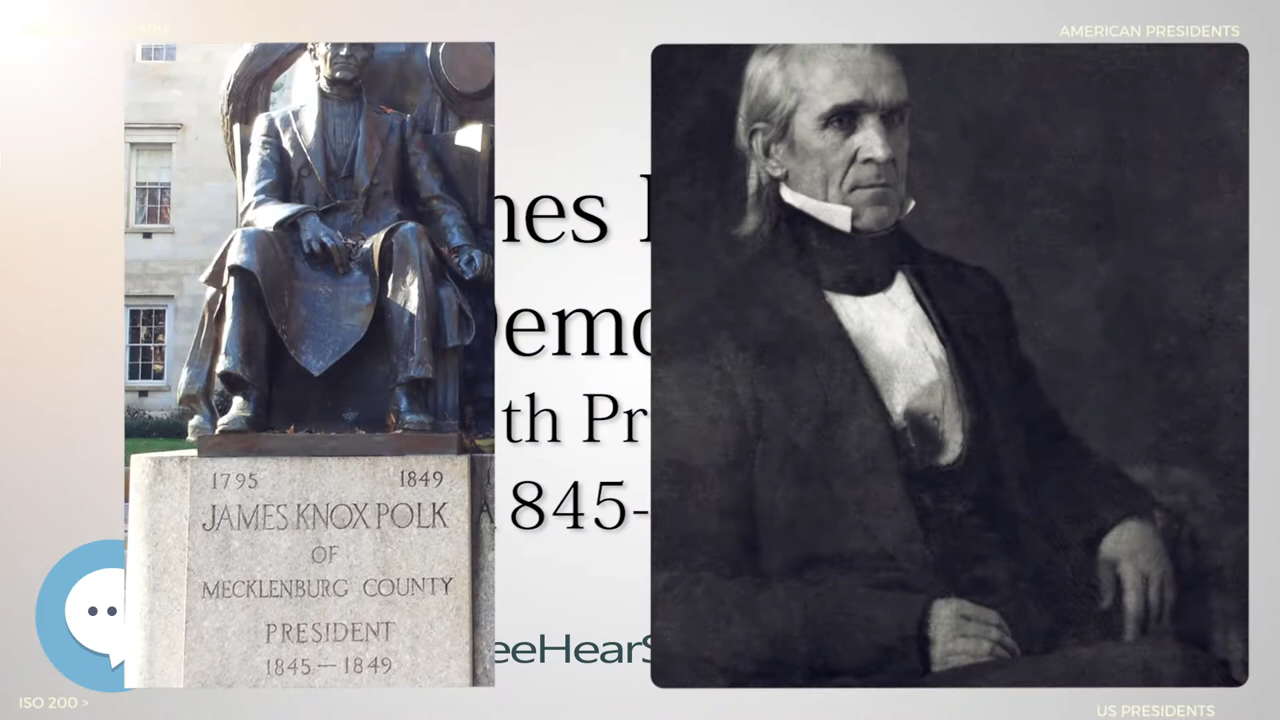 AMERICAN PRESIDENTS
nes
Demo
th Pr
1795 1849
JAMES KNOX POLK
845-
OF
MECKLENBURG COUNTY
PRESIDENT
eeHearS
1845 — 1849
ISO 200 >
US PRESIDENTS